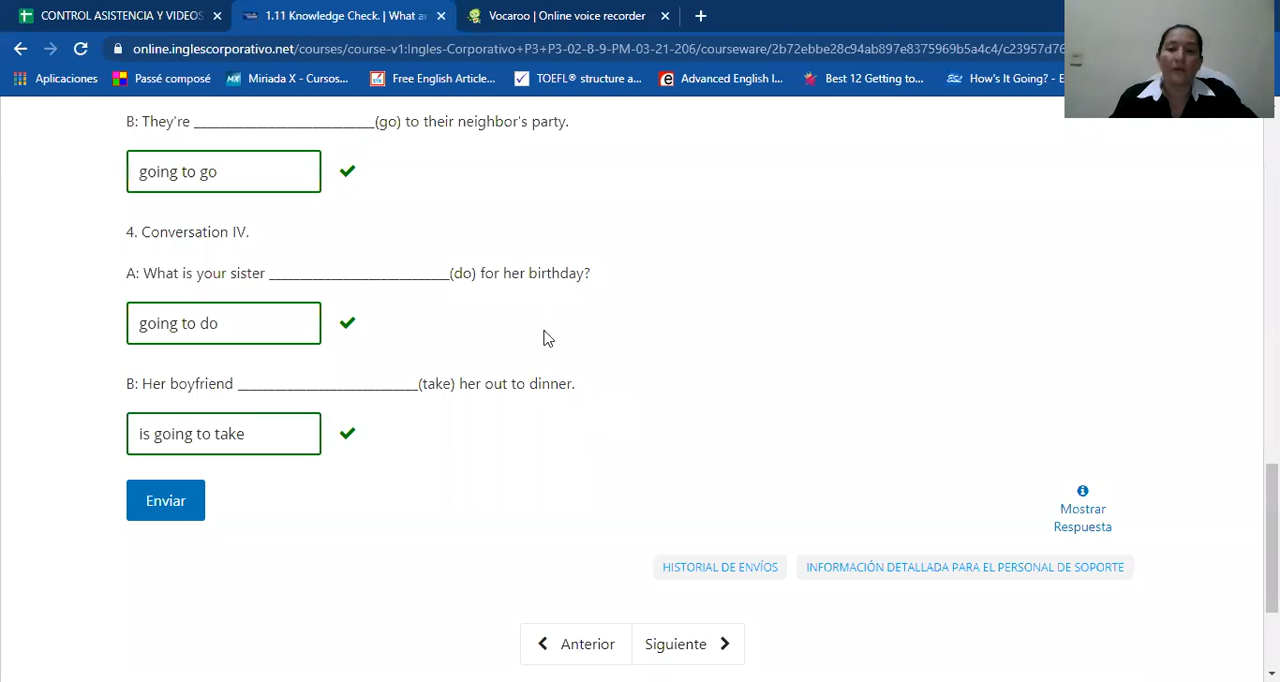 CONTROL ASISTENCIA Y VIDEOS
1.11 Knowledge Check. | What ar
Vocaroo | Online voice recorder
online.inglescorporativo.net/courses/course-v1:Ingles-Corporativo+P3+P3-02-8-9-PM-03-21-206/courseware/2b72ebbe28c94ab897e8375969b5a4c4/c23957d76
Aplicaciones
Passé composé
Miriada X - Cursos...
Free English Article...
TOEFL® structure a...
Advanced English l...
Best 12 Getting to...
How's It Going? - E
B: They're __________________________(go) to their neighbor's party.
going to go
4. Conversation IV.
A: What is your sister __________________________(do) for her birthday?
going to do
B: Her boyfriend __________________________(take) her out to dinner.
is going to take
Enviar
Mostrar
Respuesta
HISTORIAL DE ENVÍOS
INFORMACIÓN DETALLADA PARA EL PERSONAL DE SOPORTE
Anterior
Siguiente